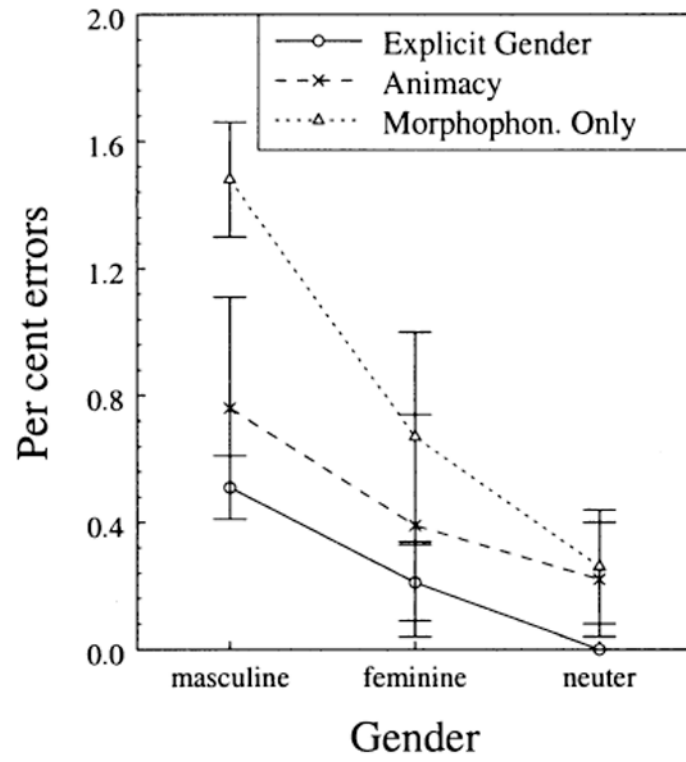 2.0
1.6
1.2
0.8
0.4
0.0
Per cent errors
Explicit Gender
Animacy
Morphophon. Only
masculine feminine neuter
Gender